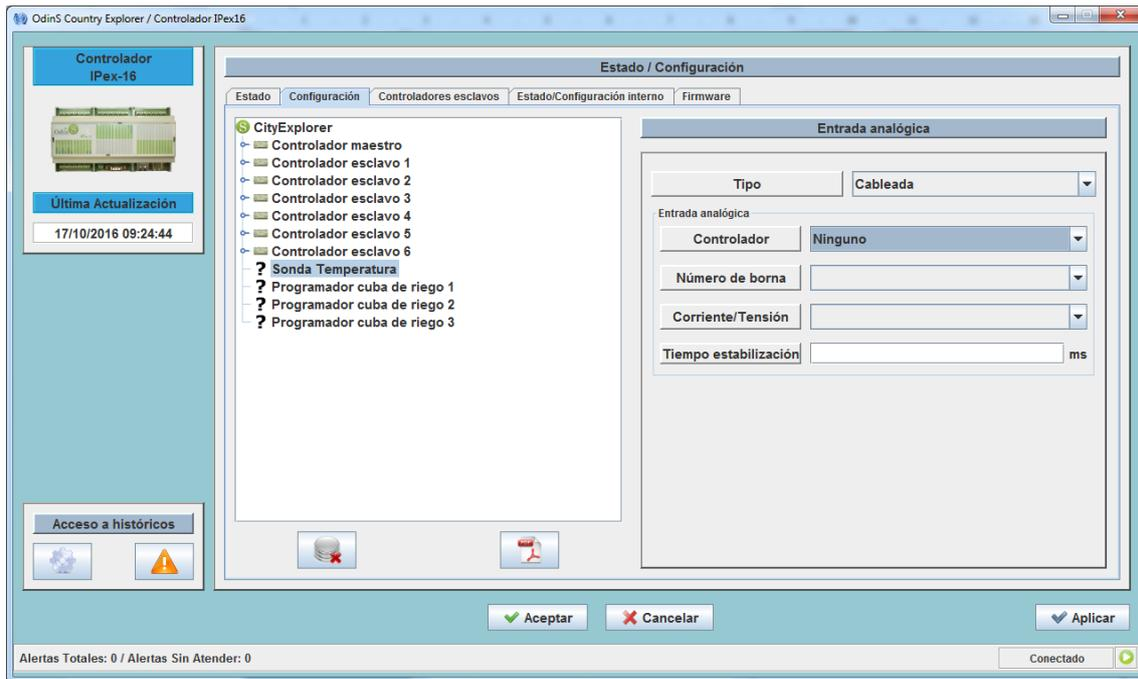 OdinS Country Explorer / Controlador IPex16
Controlador
IPex-16
OdinS
Última Actualización
17/10/2016 09:24:44
Acceso a históricos
Estado / Configuración
Estado
Configuración
Controladores esclavos
Estado/Configuración interno
Firmware
CityExplorer
Controlador maestro
Controlador esclavo 1
Controlador esclavo 2
Controlador esclavo 3
Controlador esclavo 4
Controlador esclavo 5
Controlador esclavo 6
? Sonda Temperatura
? Programador cuba de riego 1
? Programador cuba de riego 2
? Programador cuba de riego 3
Entrada analógica
Tipo Cableada
Entrada analógica
Controlador Ninguno
Número de borna
Corriente/Tensión
Tiempo estabilización ms
Aceptar
Cancelar
Aplicar
Alertas Totales: 0 / Alertas Sin Atender: 0
Conectado